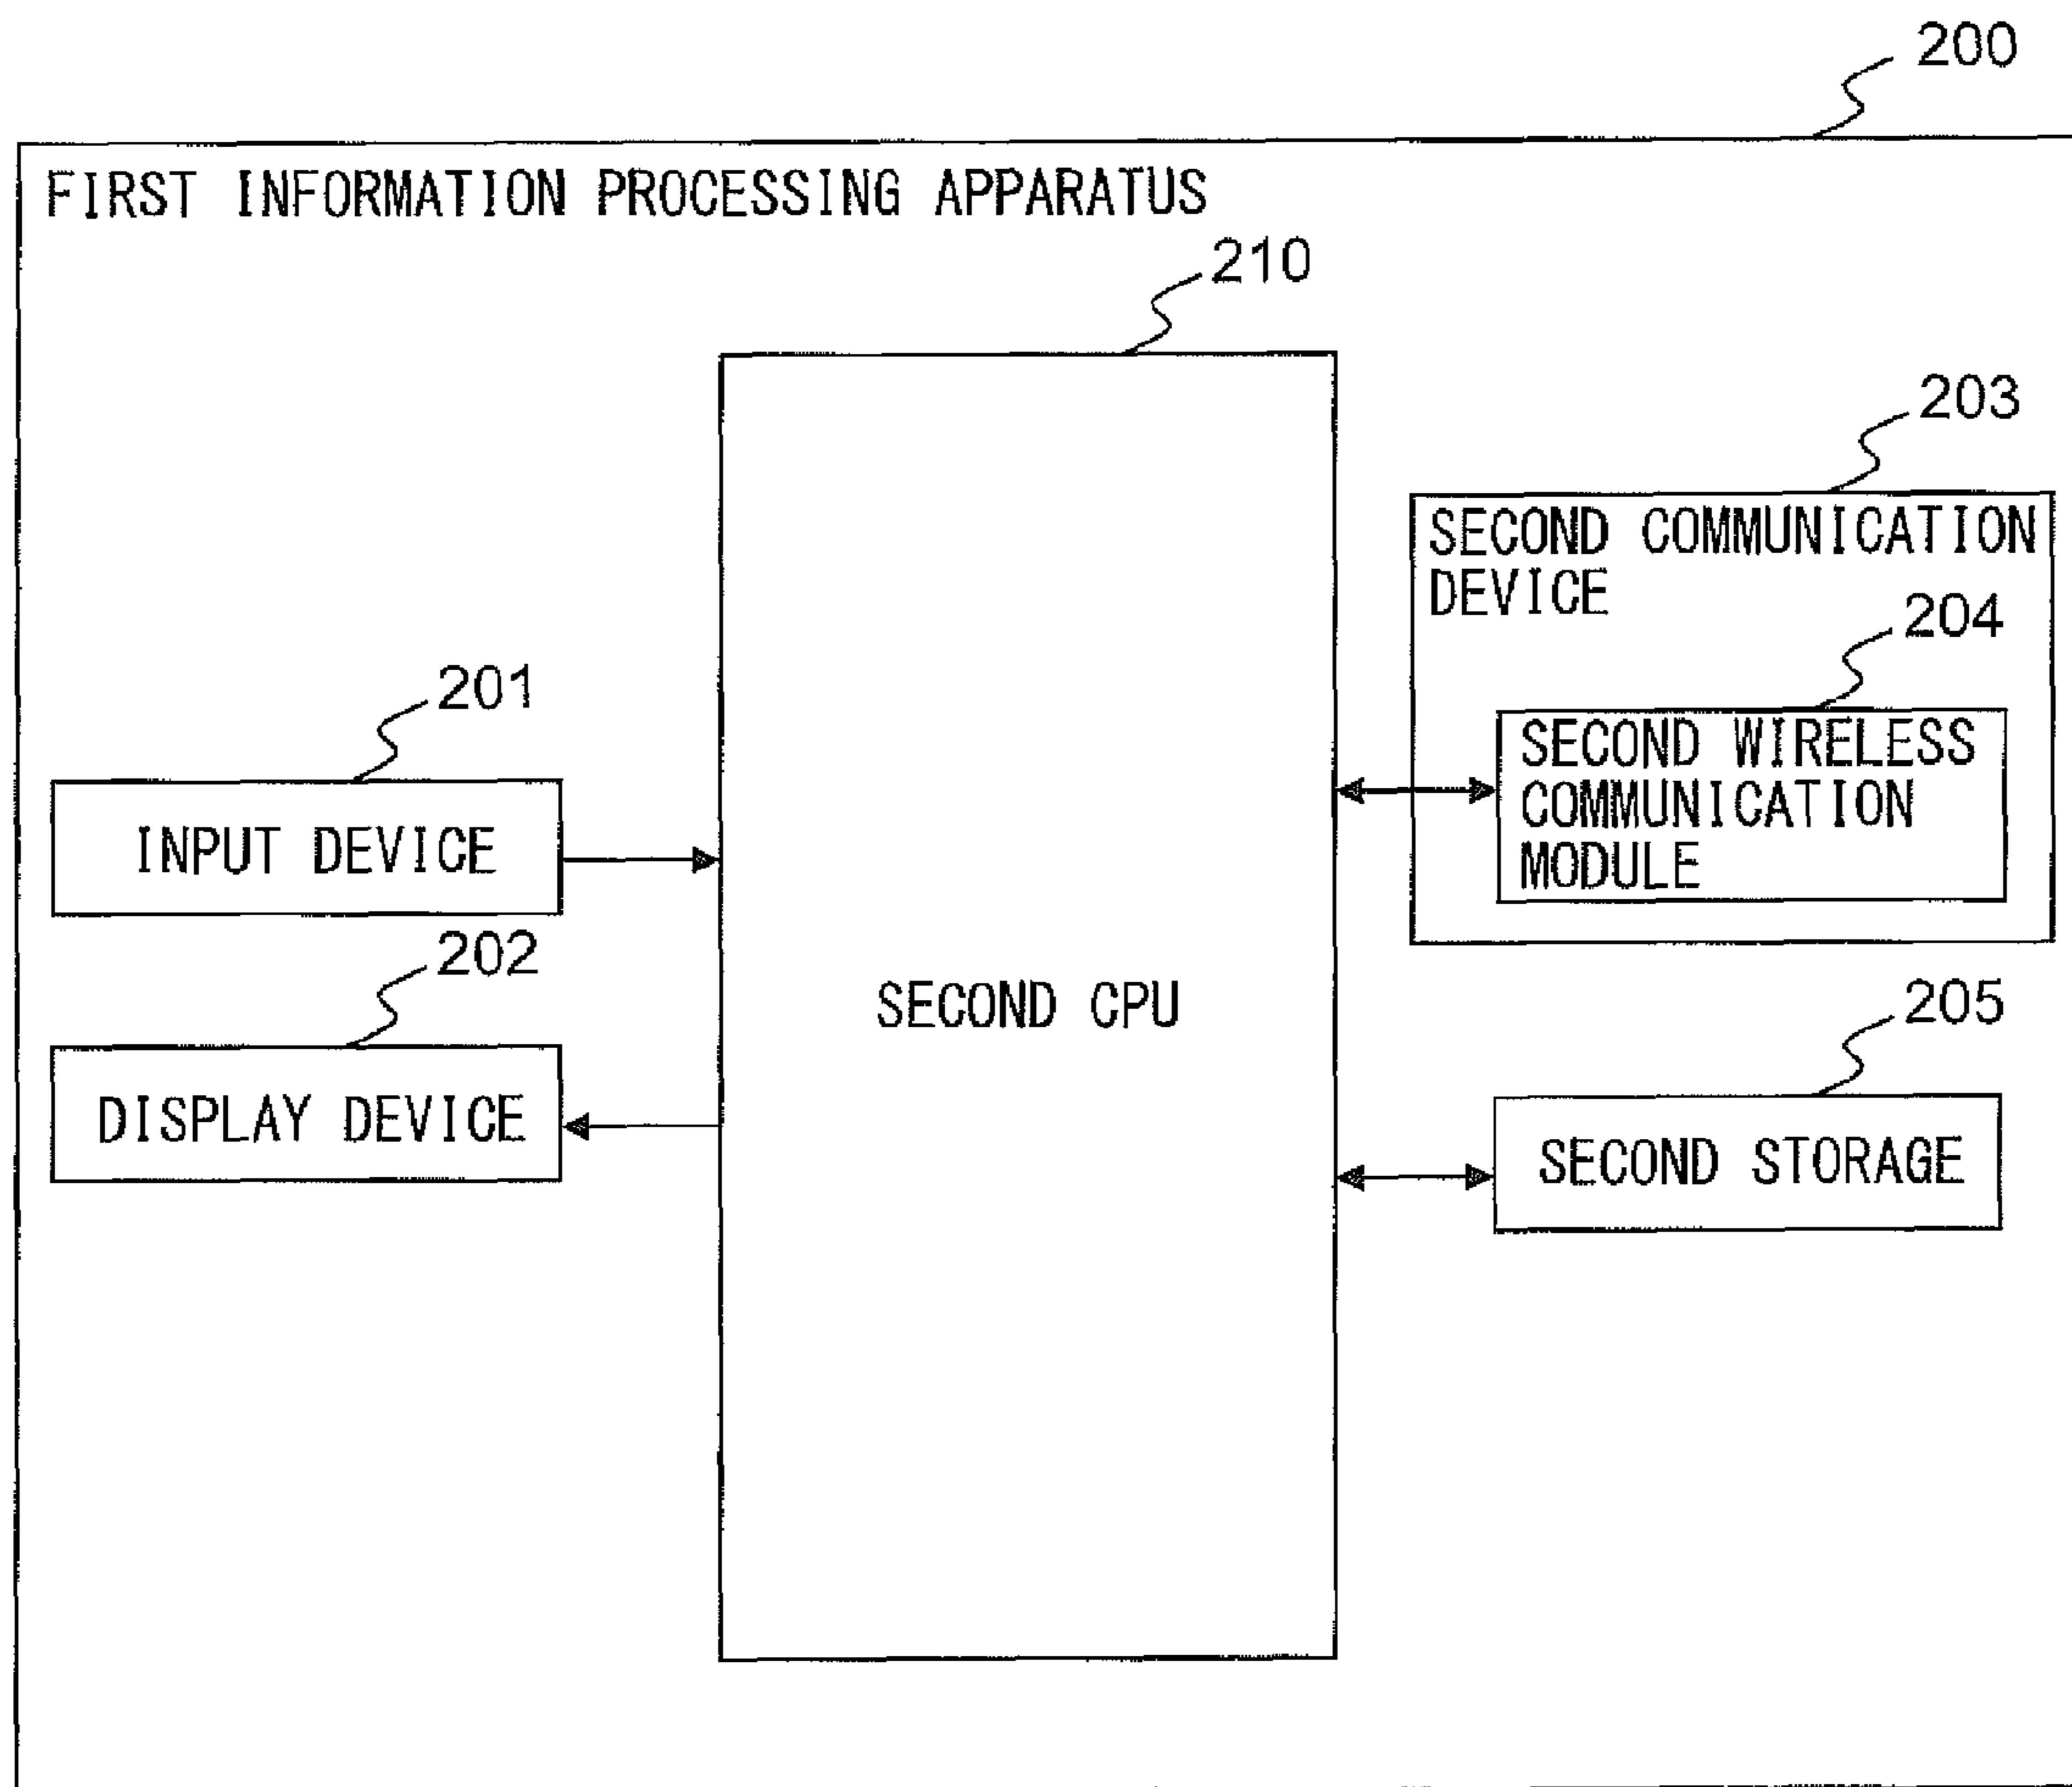 200
FIRST INFORMATION PROCESSING APPARATUS
210
203
SECOND COMMUNICATION
DEVICE
204
SECOND WIRELESS
COMMUNICATION
MODULE
201
INPUT DEVICE
202
DISPLAY DEVICE
SECOND CPU
205
SECOND STORAGE